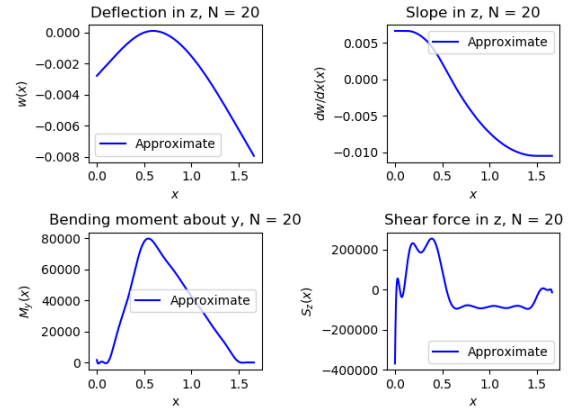 Deflection in z, N = 20
0.000
−0.002
−0.004
−0.006
−0.008
w(x)
Approximate
0.0 0.5 1.0 1.5
x
Slope in z, N = 20
0.005
0.000
−0.005
−0.010
dw/dx(x)
Approximate
0.0 0.5 1.0 1.5
x
Bending moment about y, N = 20
80000
60000
40000
20000
0
My(x)
Approximate
0.0 0.5 1.0 1.5
x
Shear force in z, N = 20
200000
0
−200000
−400000
Sz(x)
Approximate
0.0 0.5 1.0 1.5
x